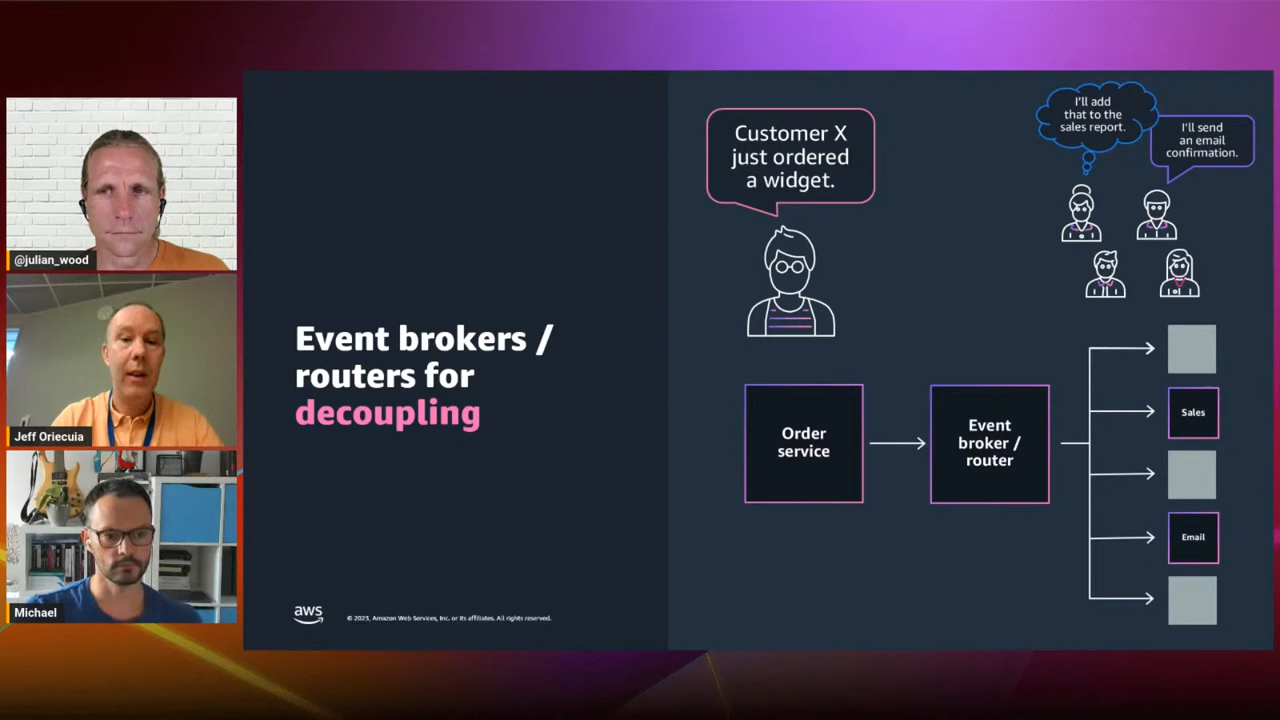 @julian_wood
Jeff Oriecuia
Michael
Event brokers /
routers for
decoupling
aws
© 2023, Amazon Web Services, Inc. or its affiliates. All rights reserved.
Customer X
just ordered
a widget.
I'll add
that to the
sales report.
I'll send
an email
confirmation.
Order
service
Event
broker /
router
Sales
Email